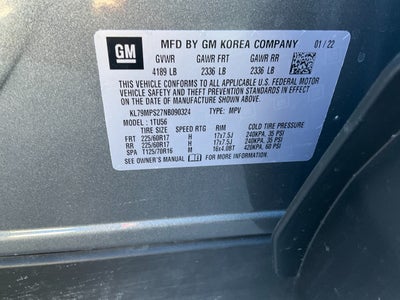 GM
MFD BY GM KOREA COMPANY 01/22
GVWR GAWR FRT GAWR RR
4189 LB 2336 LB 2336 LB
THIS VEHICLE CONFORMS TO ALL APPLICABLE U.S. FEDERAL MOTOR
VEHICLE SAFETY AND THEFT PREVENTION STANDARDS IN EFFECT ON
THE DATE OF MANUFACTURE SHOWN ABOVE.
KL79MPS27NB090324 TYPE: MPV
MODEL: 1TU56
TIRE SIZE SPEED RTG RIM COLD TIRE PRESSURE
FRT 225/60R17 H 17x7.5J 240KPA, 35 PSI
RR 225/60R17 H 17x7.5J 240KPA, 35 PSI
SPA T125/70R16 M 16x4.0BT 420KPA, 60 PSI
SEE OWNER'S MANUAL FOR MORE INFORMATION.